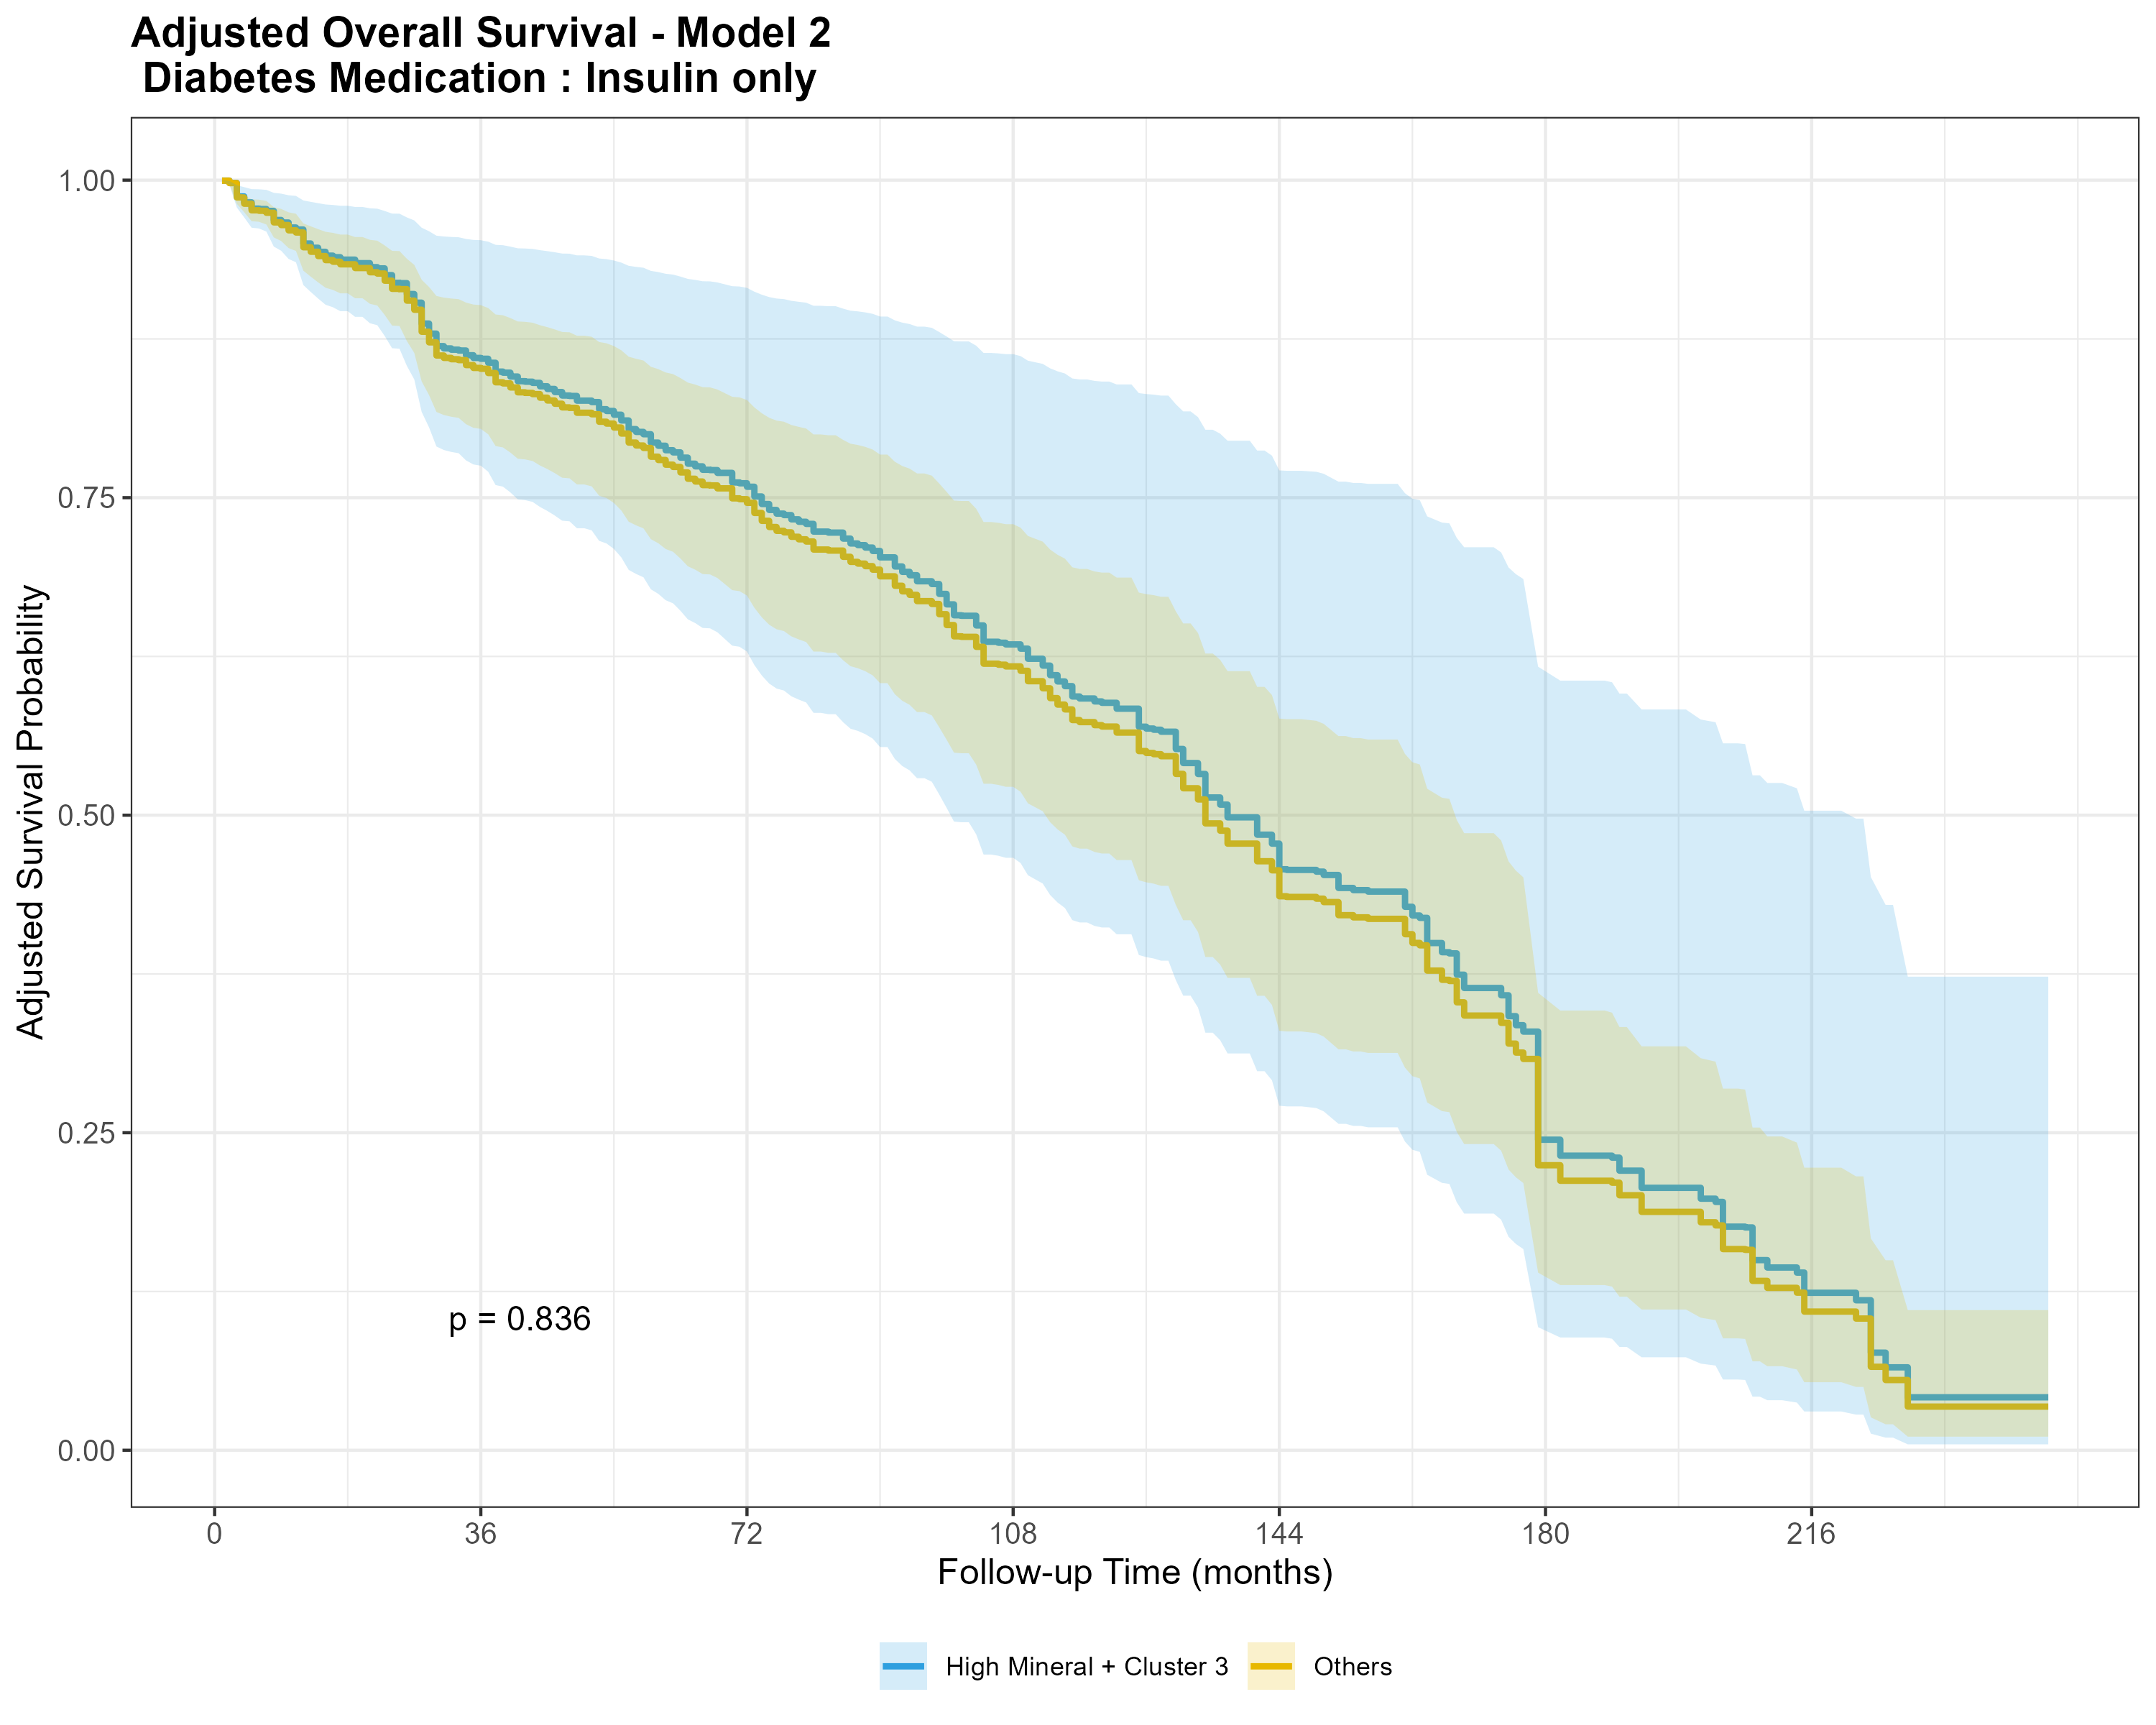 Adjusted Overall Survival - Model 2
Diabetes Medication : Insulin only
Adjusted Survival Probability
1.00
0.75
0.50
0.25
0.00
p = 0.836
0 36 72 108 144 180 216
Follow-up Time (months)
High Mineral + Cluster 3 Others